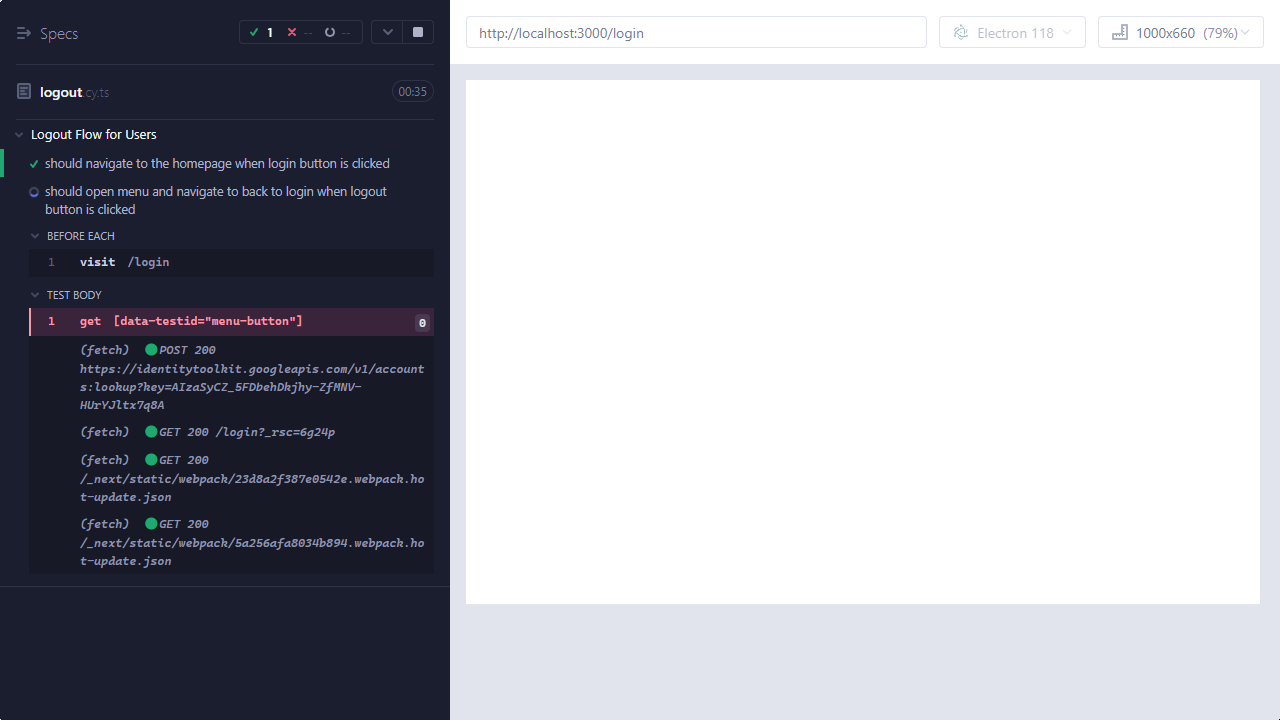 Specs
1 -- --
logout.cy.ts
00:35
Logout Flow for Users
should navigate to the homepage when login button is clicked
should open menu and navigate to back to login when logout
button is clicked
BEFORE EACH
1 visit /login
TEST BODY
1 get [data-testid="menu-button"] 0
(fetch) POST 200
https://identitytoolkit.googleapis.com/v1/account
s:lookup?key=AIzaSyCZ_5FDbehDkjhy-ZfMNV-
HUrYJltx7q8A
(fetch) GET 200 /login?_rsc=6g24p
(fetch) GET 200
/_next/static/webpack/23d8a2f387e0542e.webpack.ho
t-update.json
(fetch) GET 200
/_next/static/webpack/5a256afa8034b894.webpack.ho
t-update.json
http://localhost:3000/login
Electron 118
1000x660 (79%)